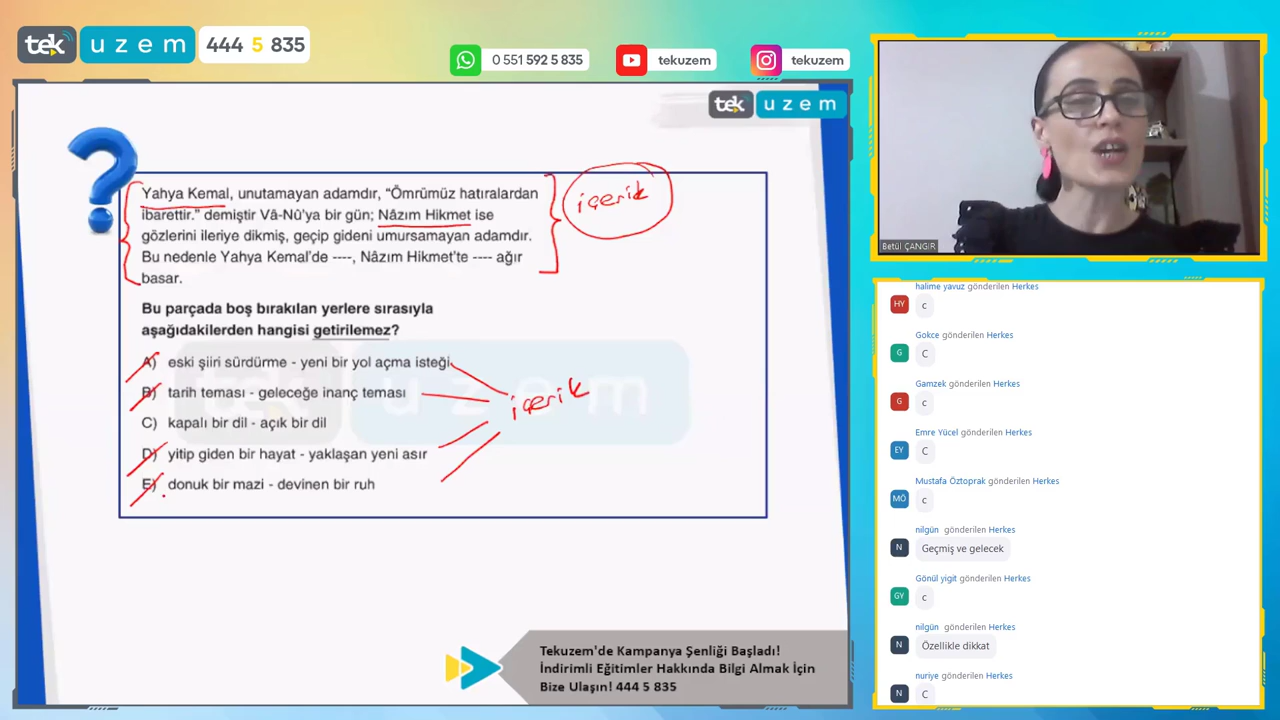 tek uzem 444 5 835
0 551 592 5 835
tekuzem
tekuzem
tek uzem
Yahya Kemal, unutamayan adamdır, “Ömrümüz hatıralardan
ibarettir.” demiştir Vâ-Nû’ya bir gün; Nâzım Hikmet ise
gözlerini ileriye dikmiş, geçip gideni umursamayan adamdır.
Bu nedenle Yahya Kemal’de ----, Nâzım Hikmet’te ---- ağır
basar.
içerik
Bu parçada boş bırakılan yerlere sırasıyla
aşağıdakilerden hangisi getirilemez?
A) eski şiiri sürdürme - yeni bir yol açma isteği
B) tarih teması - geleceğe inanç teması
C) kapalı bir dil - açık bir dil
D) yitip giden bir hayat - yaklaşan yeni asır
E) donuk bir mazi - devinen bir ruh
içerik
tek uzem
Tekuzem'de Kampanya Şenliği Başladı!
İndirimli Eğitimler Hakkında Bilgi Almak İçin
Bize Ulaşın! 444 5 835
Betül ÇANGIR
halime yavuz gönderilen Herkes
HY c
Gokce gönderilen Herkes
G C
Gamzek gönderilen Herkes
G c
Emre Yücel gönderilen Herkes
EY C
Mustafa Öztoprak gönderilen Herkes
MÖ c
nilgün gönderilen Herkes
N Geçmiş ve gelecek
Gönül yigit gönderilen Herkes
GY c
nilgün gönderilen Herkes
N Özellikle dikkat
nuriye gönderilen Herkes
N C